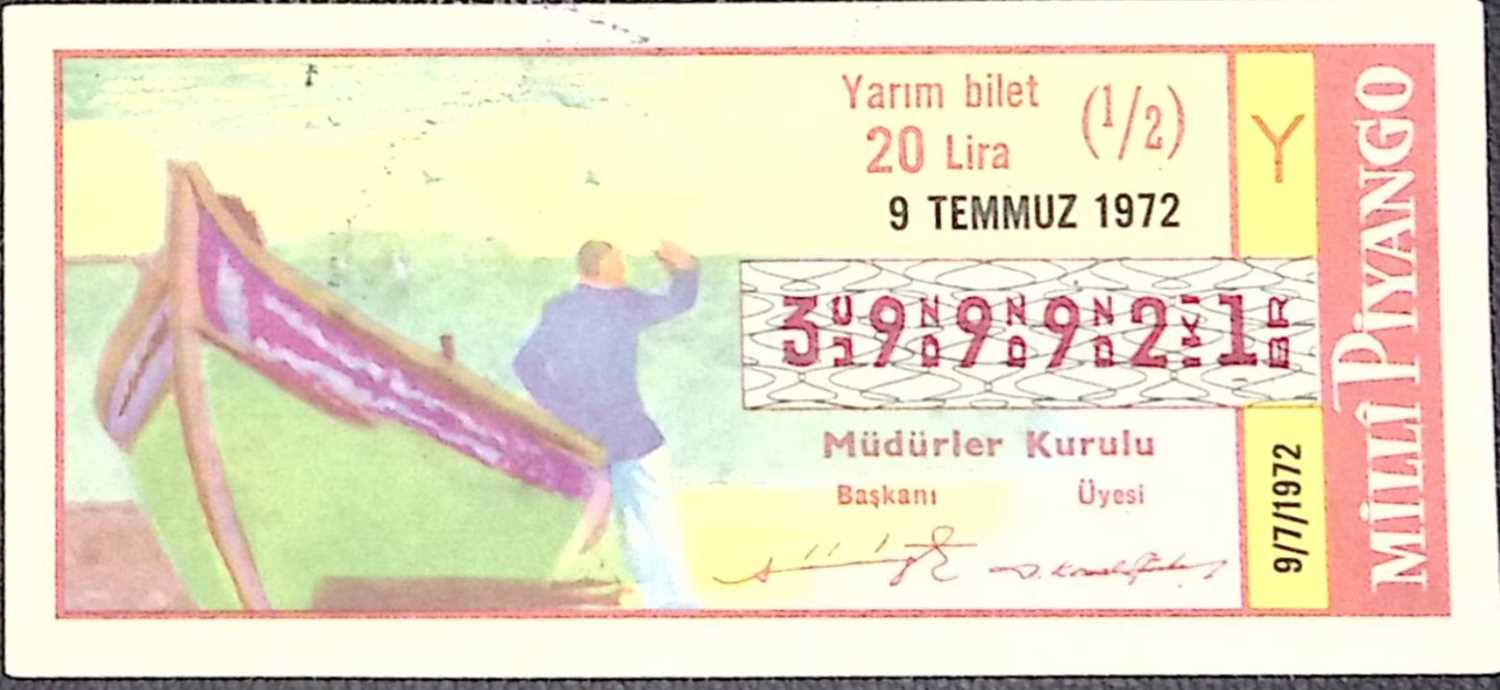 Yarım bilet (1/2)
20 Lira
9 TEMMUZ 1972
Y
3 9 9 9 2 1
Müdürler Kurulu
Başkanı Üyesi
9/7/1972
MİLLÎ PİYANGO